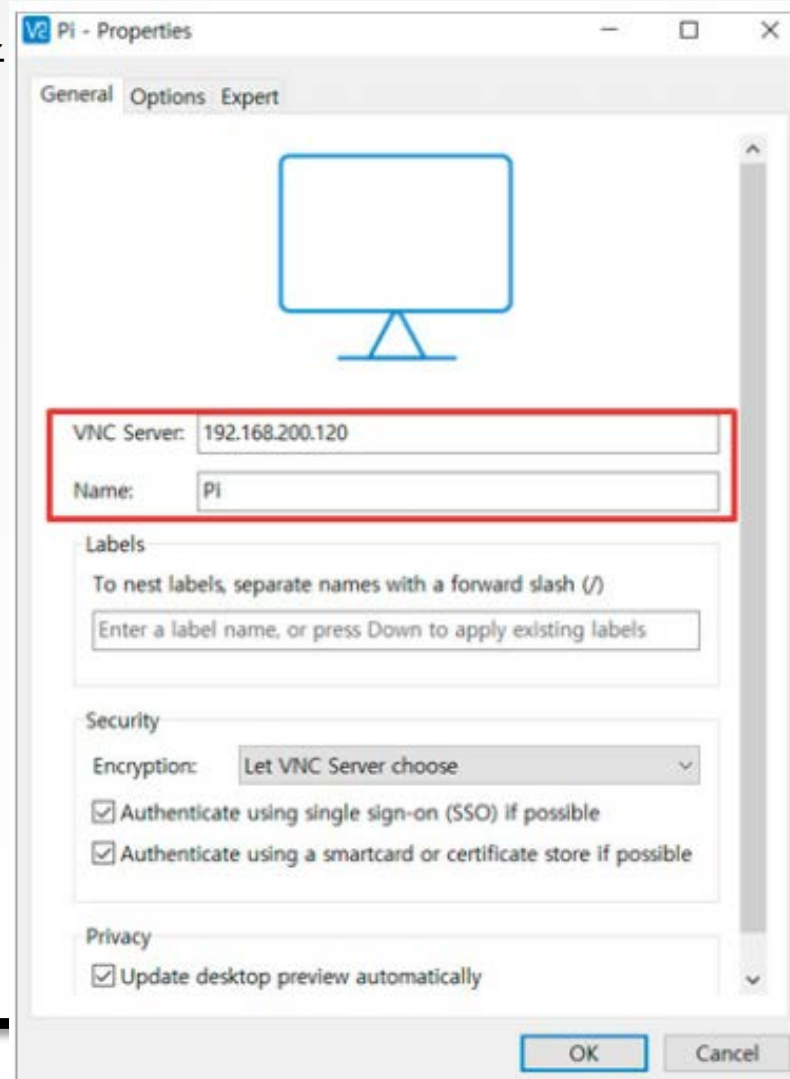 V2 Pi - Properties
General Options Expert
VNC Server: 192.168.200.120
Name: Pi
Labels
To nest labels, separate names with a forward slash (/)
Enter a label name, or press Down to apply existing labels
Security
Encryption: Let VNC Server choose
Authenticate using single sign-on (SSO) if possible
Authenticate using a smartcard or certificate store if possible
Privacy
Update desktop preview automatically
OK Cancel